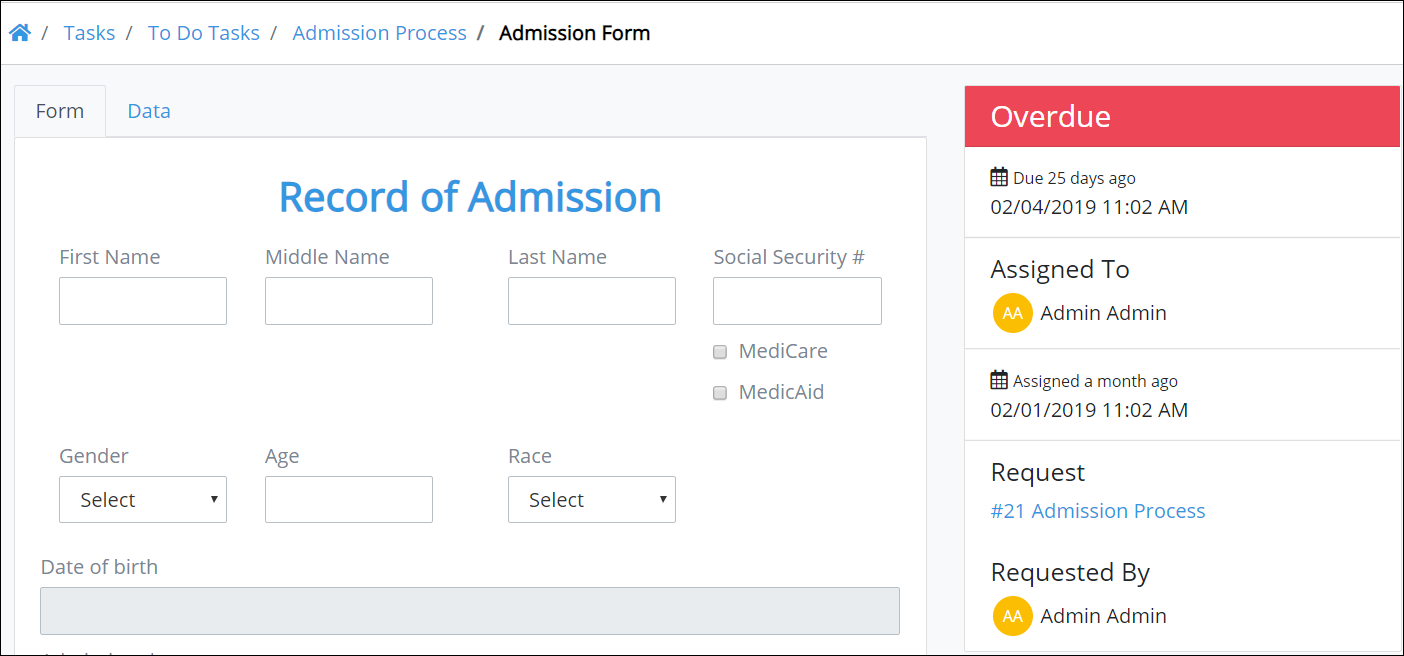 / Tasks / To Do Tasks / Admission Process / Admission Form
Form Data
Record of Admission
First Name Middle Name Last Name Social Security #
MediCare
MedicAid
Gender Age Race
Select Select
Date of birth
Overdue
Due 25 days ago
02/04/2019 11:02 AM
Assigned To
AA Admin Admin
Assigned a month ago
02/01/2019 11:02 AM
Request
#21 Admission Process
Requested By
AA Admin Admin